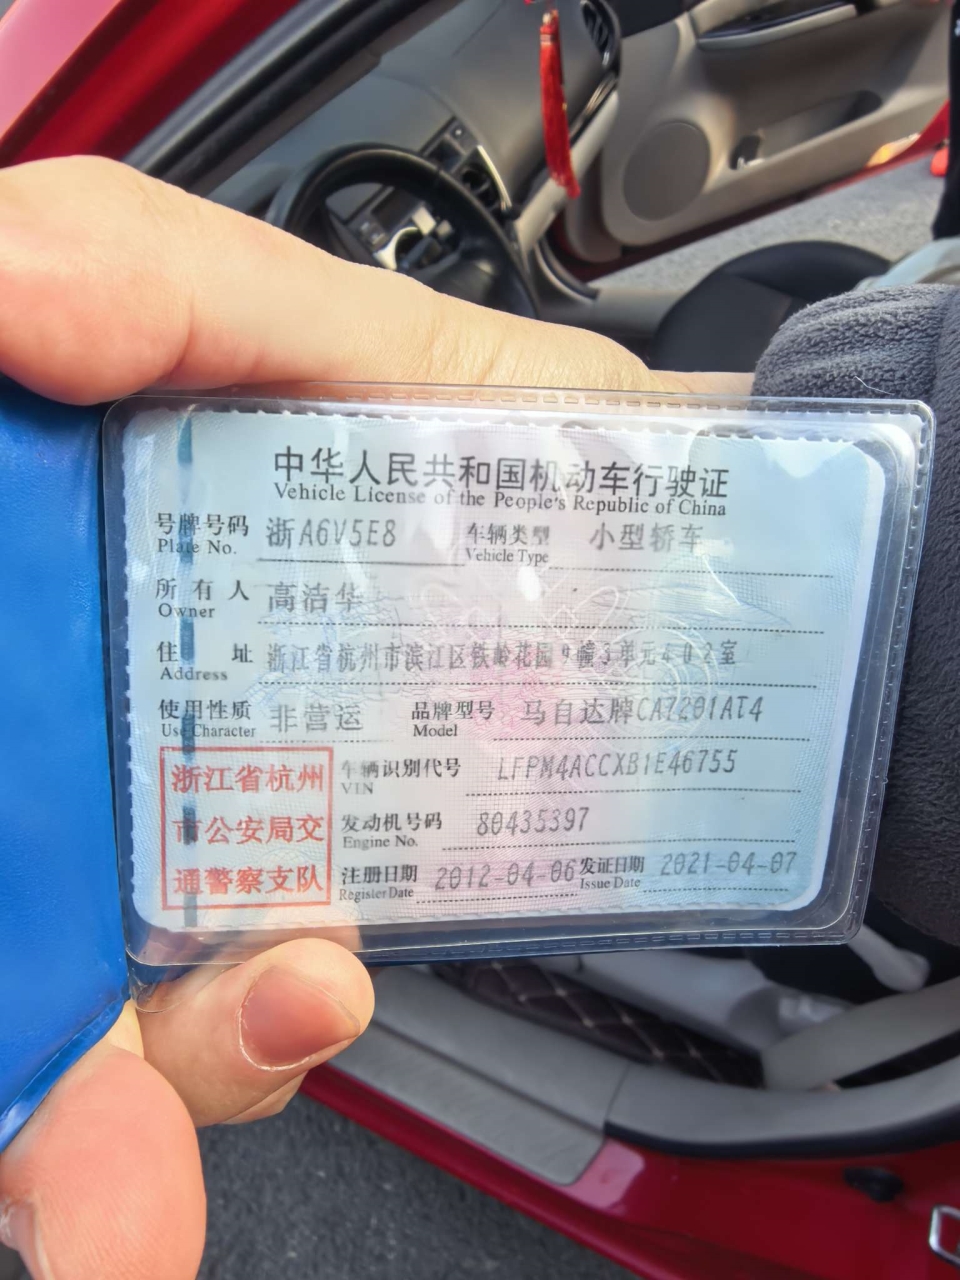 中华人民共和国机动车行驶证
Vehicle License of the People's Republic of China
号牌号码 浙A6V5E8 车辆类型 小型轿车
Plate No. Vehicle Type
所有人 高洁华
Owner
住址 浙江省杭州市滨江区铁岭花园9幢3单元402室
Address
使用性质 非营运 品牌型号 马自达牌CA7201AT4
Use Character Model
浙江省杭州
市公安局交
通警察支队
车辆识别代号 LFPM4ACCXB1E46755
VIN
发动机号码 80435397
Engine No.
注册日期 2012-04-06 发证日期 2021-04-07
Register Date Issue Date